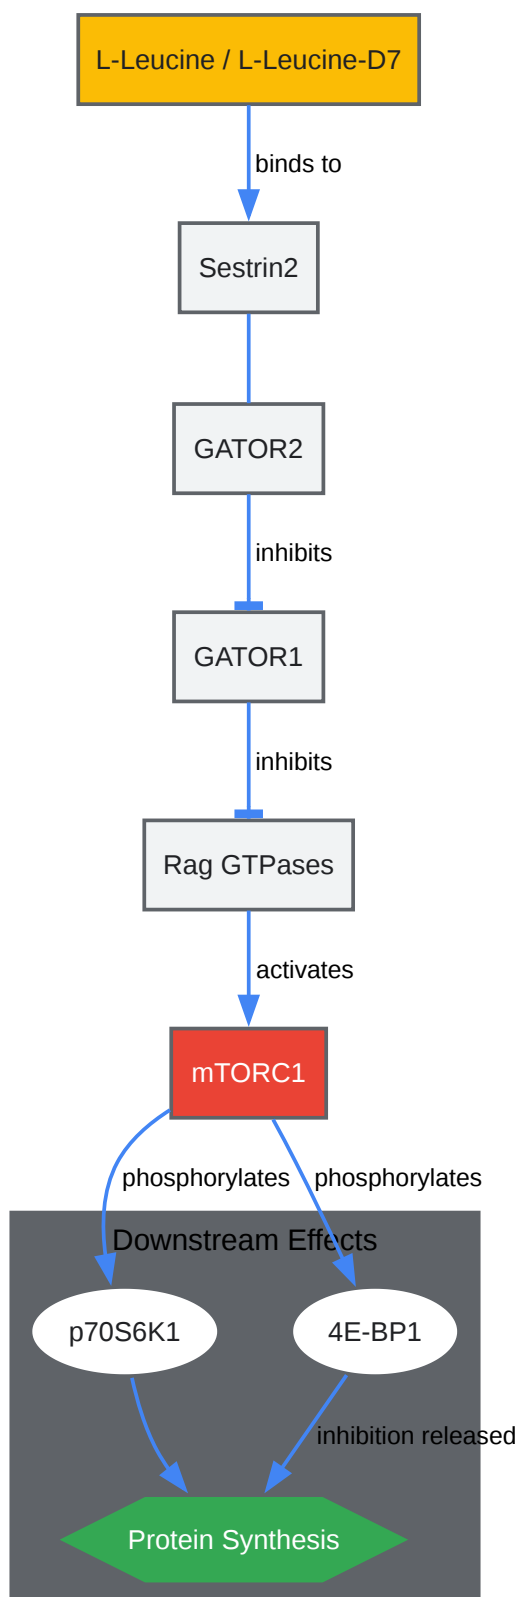 L-Leucine / L-Leucine-D7
binds to
Sestrin2
GATOR2
inhibits
GATOR1
inhibits
Rag GTPases
activates
mTORC1
phosphorylates
phosphorylates
Downstream Effects
p70S6K1
4E-BP1
inhibition released
Protein Synthesis